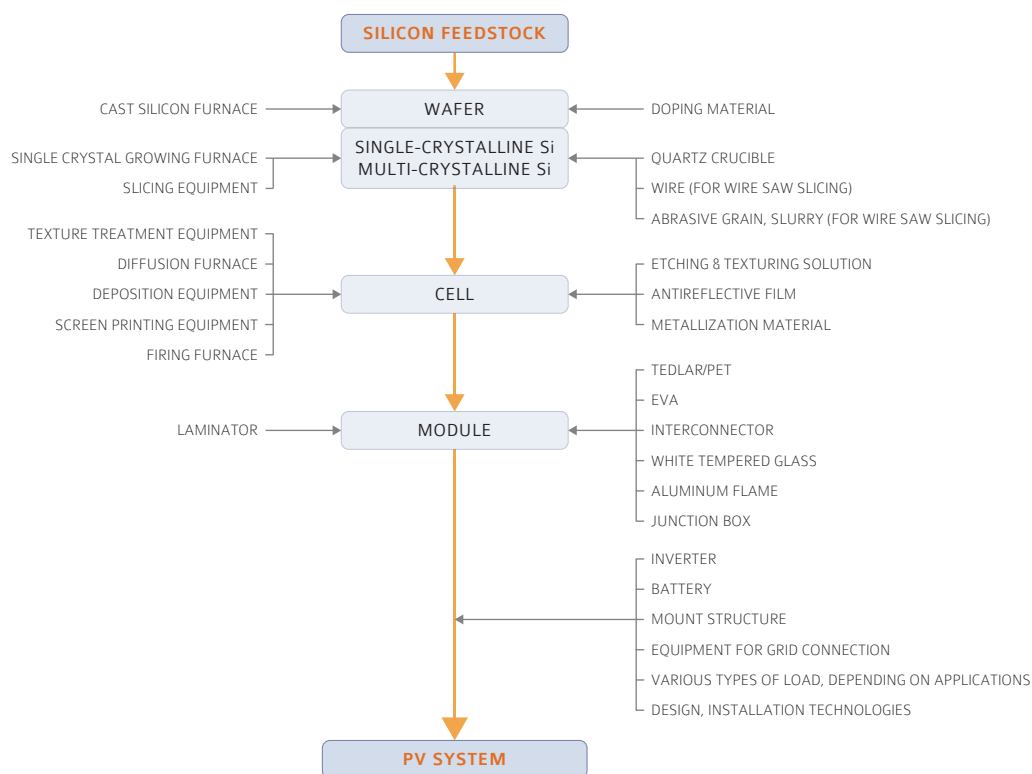 SILICON FEEDSTOCK
CAST SILICON FURNACE
WAFER
DOPING MATERIAL
SINGLE CRYSTAL GROWING FURNACE
SLICING EQUIPMENT
SINGLE-CRYSTALLINE Si
MULTI-CRYSTALLINE Si
QUARTZ CRUCIBLE
WIRE (FOR WIRE SAW SLICING)
ABRASIVE GRAIN, SLURRY (FOR WIRE SAW SLICING)
TEXTURE TREATMENT EQUIPMENT
DIFFUSION FURNACE
DEPOSITION EQUIPMENT
SCREEN PRINTING EQUIPMENT
FIRING FURNACE
CELL
ETCHING & TEXTURING SOLUTION
ANTIREFLECTIVE FILM
METALLIZATION MATERIAL
LAMINATOR
MODULE
TEDLAR/PET
EVA
INTERCONNECTOR
WHITE TEMPERED GLASS
ALUMINUM FLAME
JUNCTION BOX
INVERTER
BATTERY
MOUNT STRUCTURE
EQUIPMENT FOR GRID CONNECTION
VARIOUS TYPES OF LOAD, DEPENDING ON APPLICATIONS
DESIGN, INSTALLATION TECHNOLOGIES
PV SYSTEM